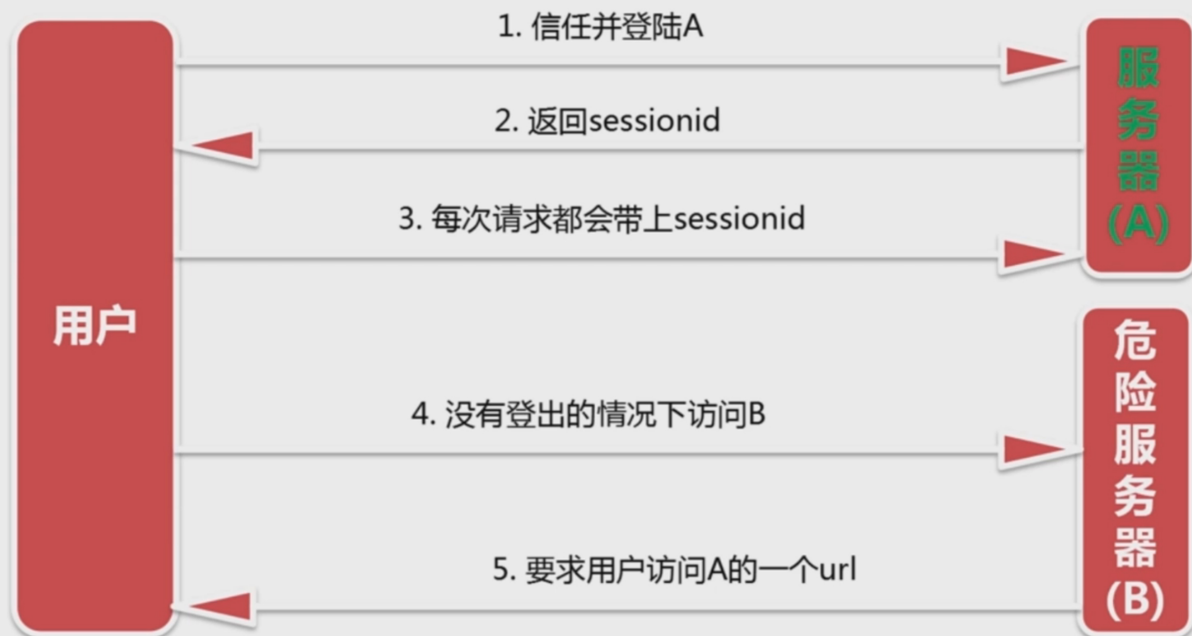 1. 信任并登陆A
2. 返回sessionid
3. 每次请求都会带上sessionid
4. 没有登出的情况下访问B
5. 要求用户访问A的一个url
用户
服务器(A)
危险服务器(B)